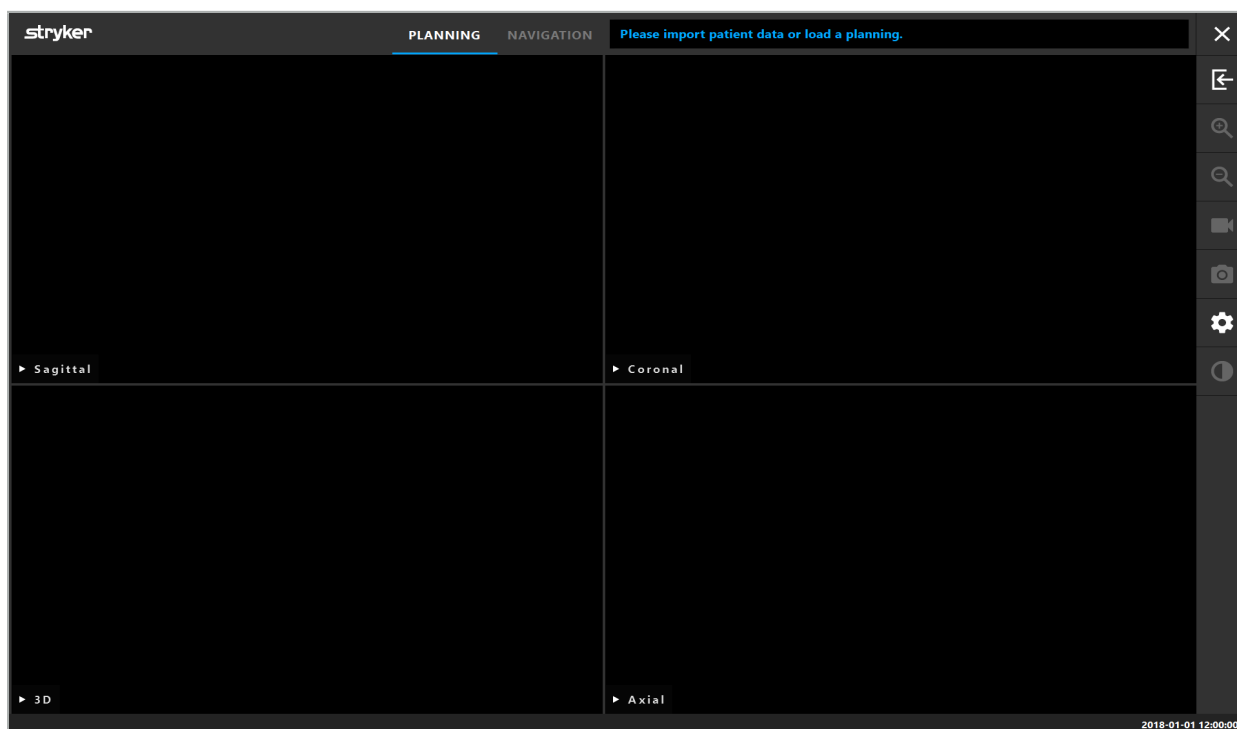 stryker
PLANNING NAVIGATION Please import patient data or load a planning.
Sagittal
Coronal
3D
Axial
2018-01-01 12:00:00